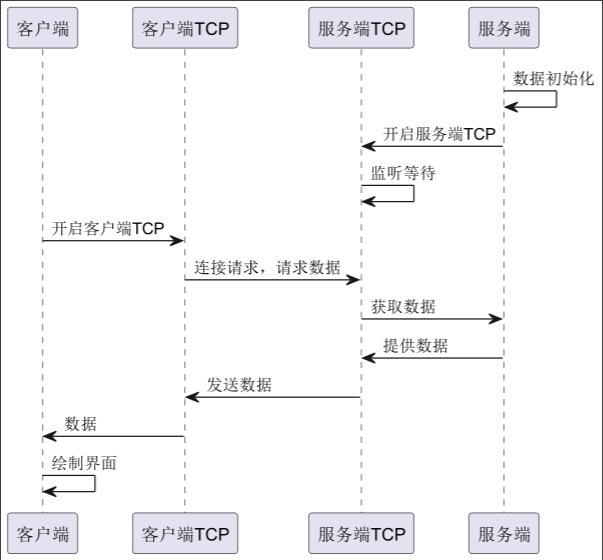 客户端
客户端TCP
服务端TCP
服务端
数据初始化
开启服务端TCP
监听等待
开启客户端TCP
连接请求，请求数据
获取数据
提供数据
发送数据
数据
绘制界面
客户端
客户端TCP
服务端TCP
服务端